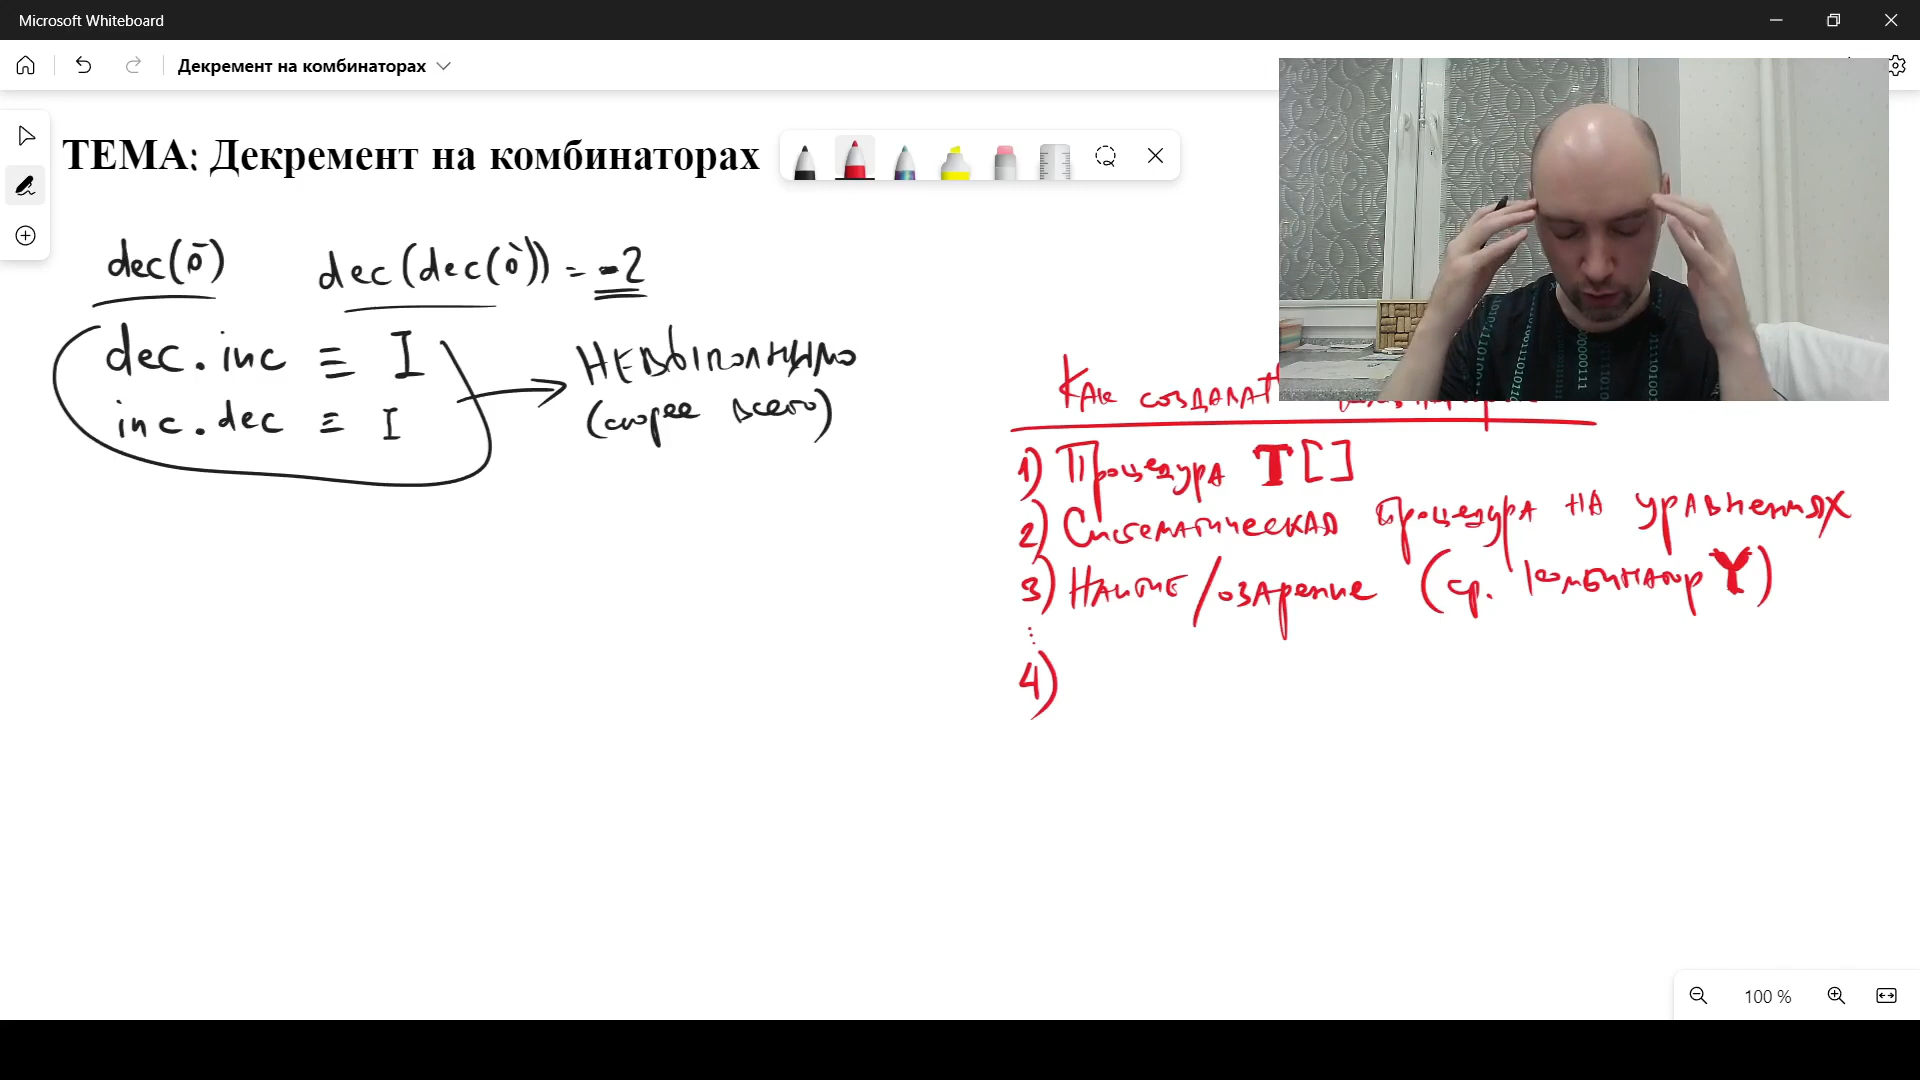 Microsoft Whiteboard
Декремент на комбинаторах
ТЕМА: Декремент на комбинаторах
dec(0̄) dec(dec(0̄)) = -2
dec.inc ≡ I
inc.dec ≡ I
НЕВЫПОЛНИМО
(скорее всего)
Как создавать
1) Процедура T[]
2) Систематическая процедура на уравнениях
3) Наитие/озарение (ср. комбинатор Y)
⋮
4)
100 %